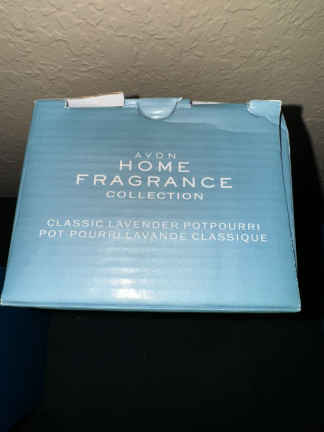 AVON
HOME
FRAGRANCE
COLLECTION
CLASSIC LAVENDER POTPOURRI
POT POURRI LAVANDE CLASSIQUE